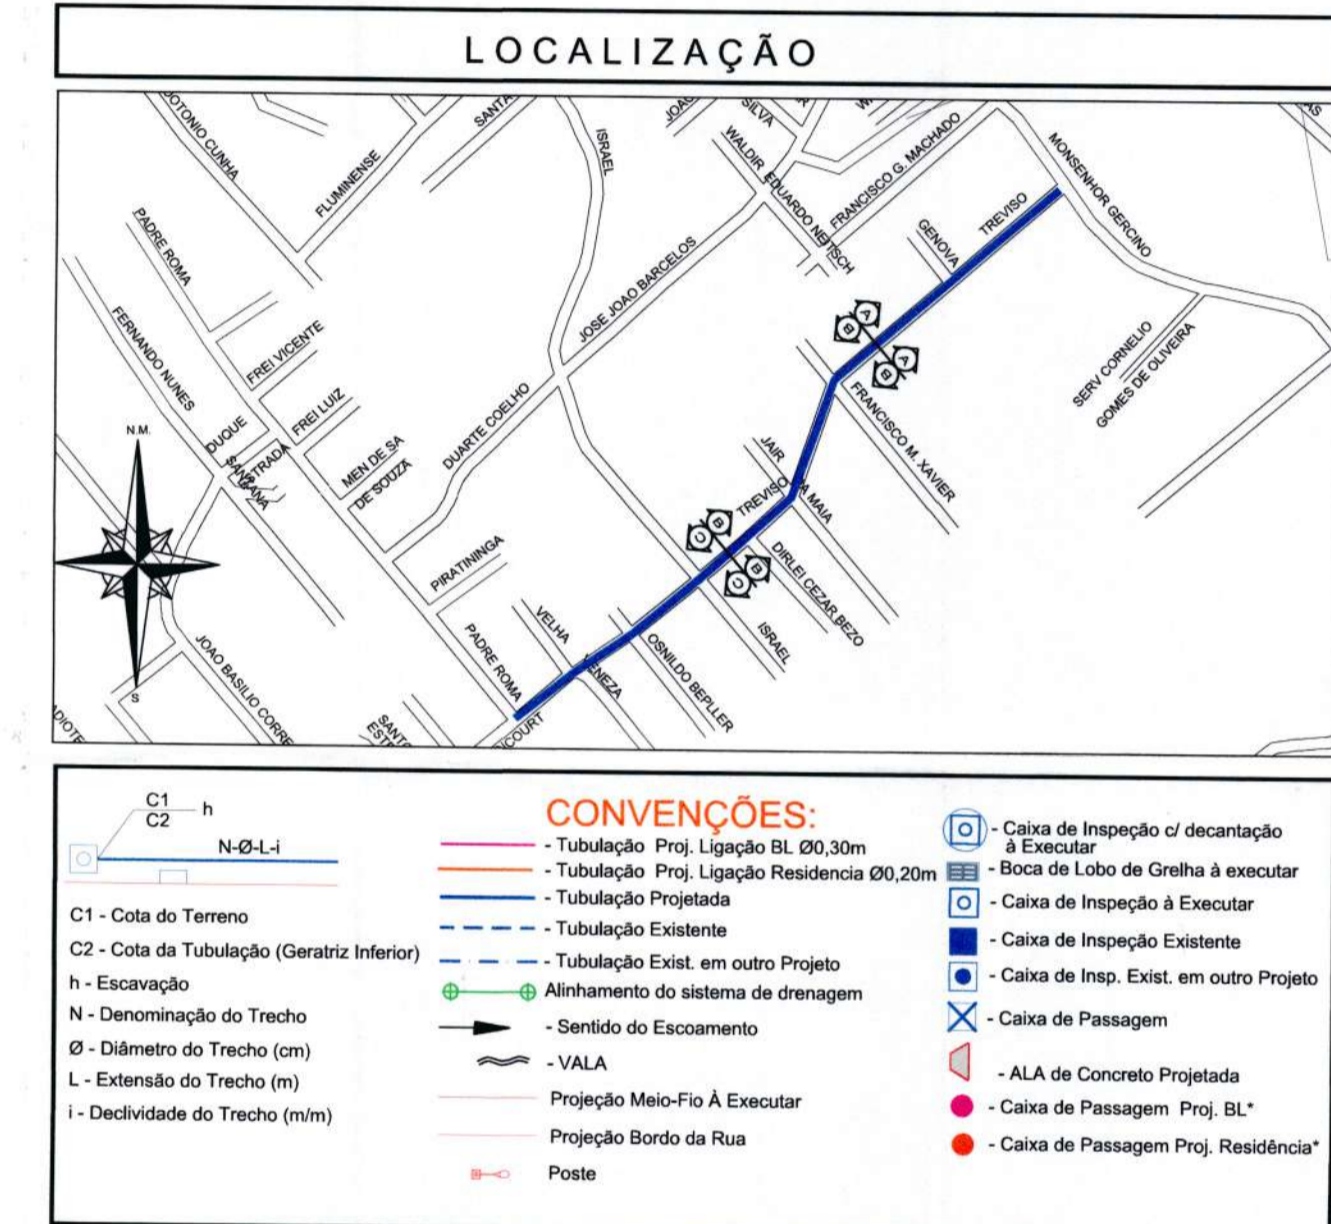 LOCALIZAÇÃO
OTONIO CUNHA
FLUMINENSE
SANTA
ISRAEL
JOAO
SILVA
WALDIR EDUARDO NEITSCH
FRANCISCO G. MACHADO
MONSENHOR GERCINO
PADRE ROMA
GENOVA
TREVISO
JOSE JOAO BARCELOS
FERNANDO NUNES
FREI VICENTE
FREI LUIZ
DUQUE
ESTRADA
SANTANA
MEN DE SA
DE SOUZA
DUARTE COELHO
A
B
A
B
SERV CORNELIO
GOMES DE OLIVEIRA
FRANCISCO M. XAVIER
JAIR
DA MAIA
TREVISO
B
C
B
C
DIRLEI CEZAR BEZO
ISRAEL
N.M.
S
PIRATININGA
VELHA
VENEZA
OSNILDO BEPLLER
PADRE ROMA
JOAO BASILIO CORRE
ADIOTE
SANTO
ESTE
NCOURT
C1
C2
h
N-Ø-L-i
C1 - Cota do Terreno
C2 - Cota da Tubulação (Geratriz Inferior)
h - Escavação
N - Denominação do Trecho
Ø - Diâmetro do Trecho (cm)
L - Extensão do Trecho (m)
i - Declividade do Trecho (m/m)
CONVENÇÕES:
- Tubulação Proj. Ligação BL Ø0,30m
- Tubulação Proj. Ligação Residencia Ø0,20m
- Tubulação Projetada
- Tubulação Existente
- Tubulação Exist. em outro Projeto
Alinhamento do sistema de drenagem
- Sentido do Escoamento
- VALA
Projeção Meio-Fio À Executar
Projeção Bordo da Rua
Poste
- Caixa de Inspeção c/ decantação
à Executar
- Boca de Lobo de Grelha à executar
- Caixa de Inspeção à Executar
- Caixa de Inspeção Existente
- Caixa de Insp. Exist. em outro Projeto
- Caixa de Passagem
- ALA de Concreto Projetada
- Caixa de Passagem Proj. BL*
- Caixa de Passagem Proj. Residência*